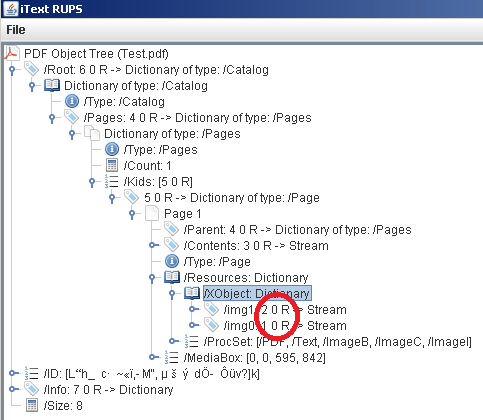 iText RUPS
File
PDF Object Tree (Test.pdf)
/Root: 6 0 R -> Dictionary of type: /Catalog
Dictionary of type: /Catalog
/Type: /Catalog
/Pages: 4 0 R -> Dictionary of type: /Pages
Dictionary of type: /Pages
/Type: /Pages
/Count: 1
/Kids: [5 0 R]
5 0 R -> Dictionary of type: /Page
Page 1
/Parent: 4 0 R -> Dictionary of type: /Pages
/Contents: 3 0 R -> Stream
/Type: /Page
/Resources: Dictionary
/XObject: Dictionary
/img1: 2 0 R -> Stream
/img0: 1 0 R -> Stream
/ProcSet: [/PDF, /Text, /ImageB, /ImageC, /ImageI]
/MediaBox: [0, 0, 595, 842]
/ID:
/Info: 7 0 R -> Dictionary
/Size: 8